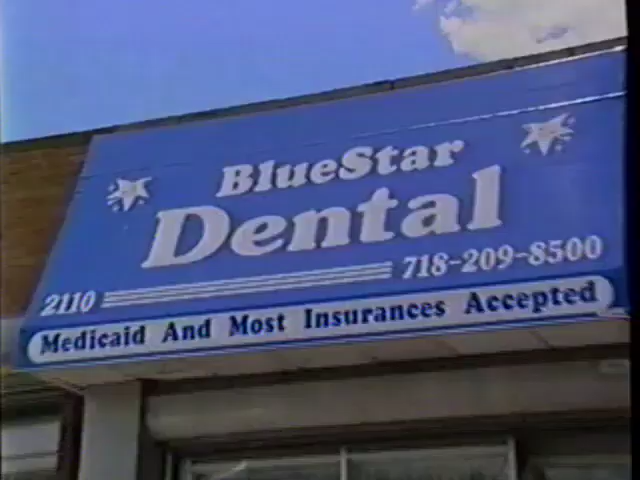 BlueStar
Dental
2110 718-209-8500
Medicaid And Most Insurances Accepted